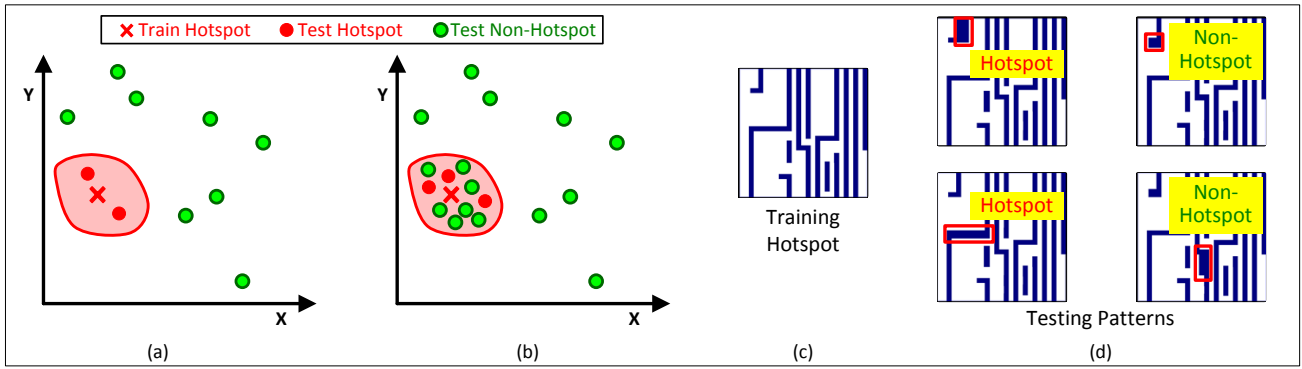 Train Hotspot Test Hotspot Test Non-Hotspot
Y
X
(a)
Y
X
(b)
Training
Hotspot
(c)
Hotspot
Non-
Hotspot
Hotspot
Non-
Hotspot
Testing Patterns
(d)